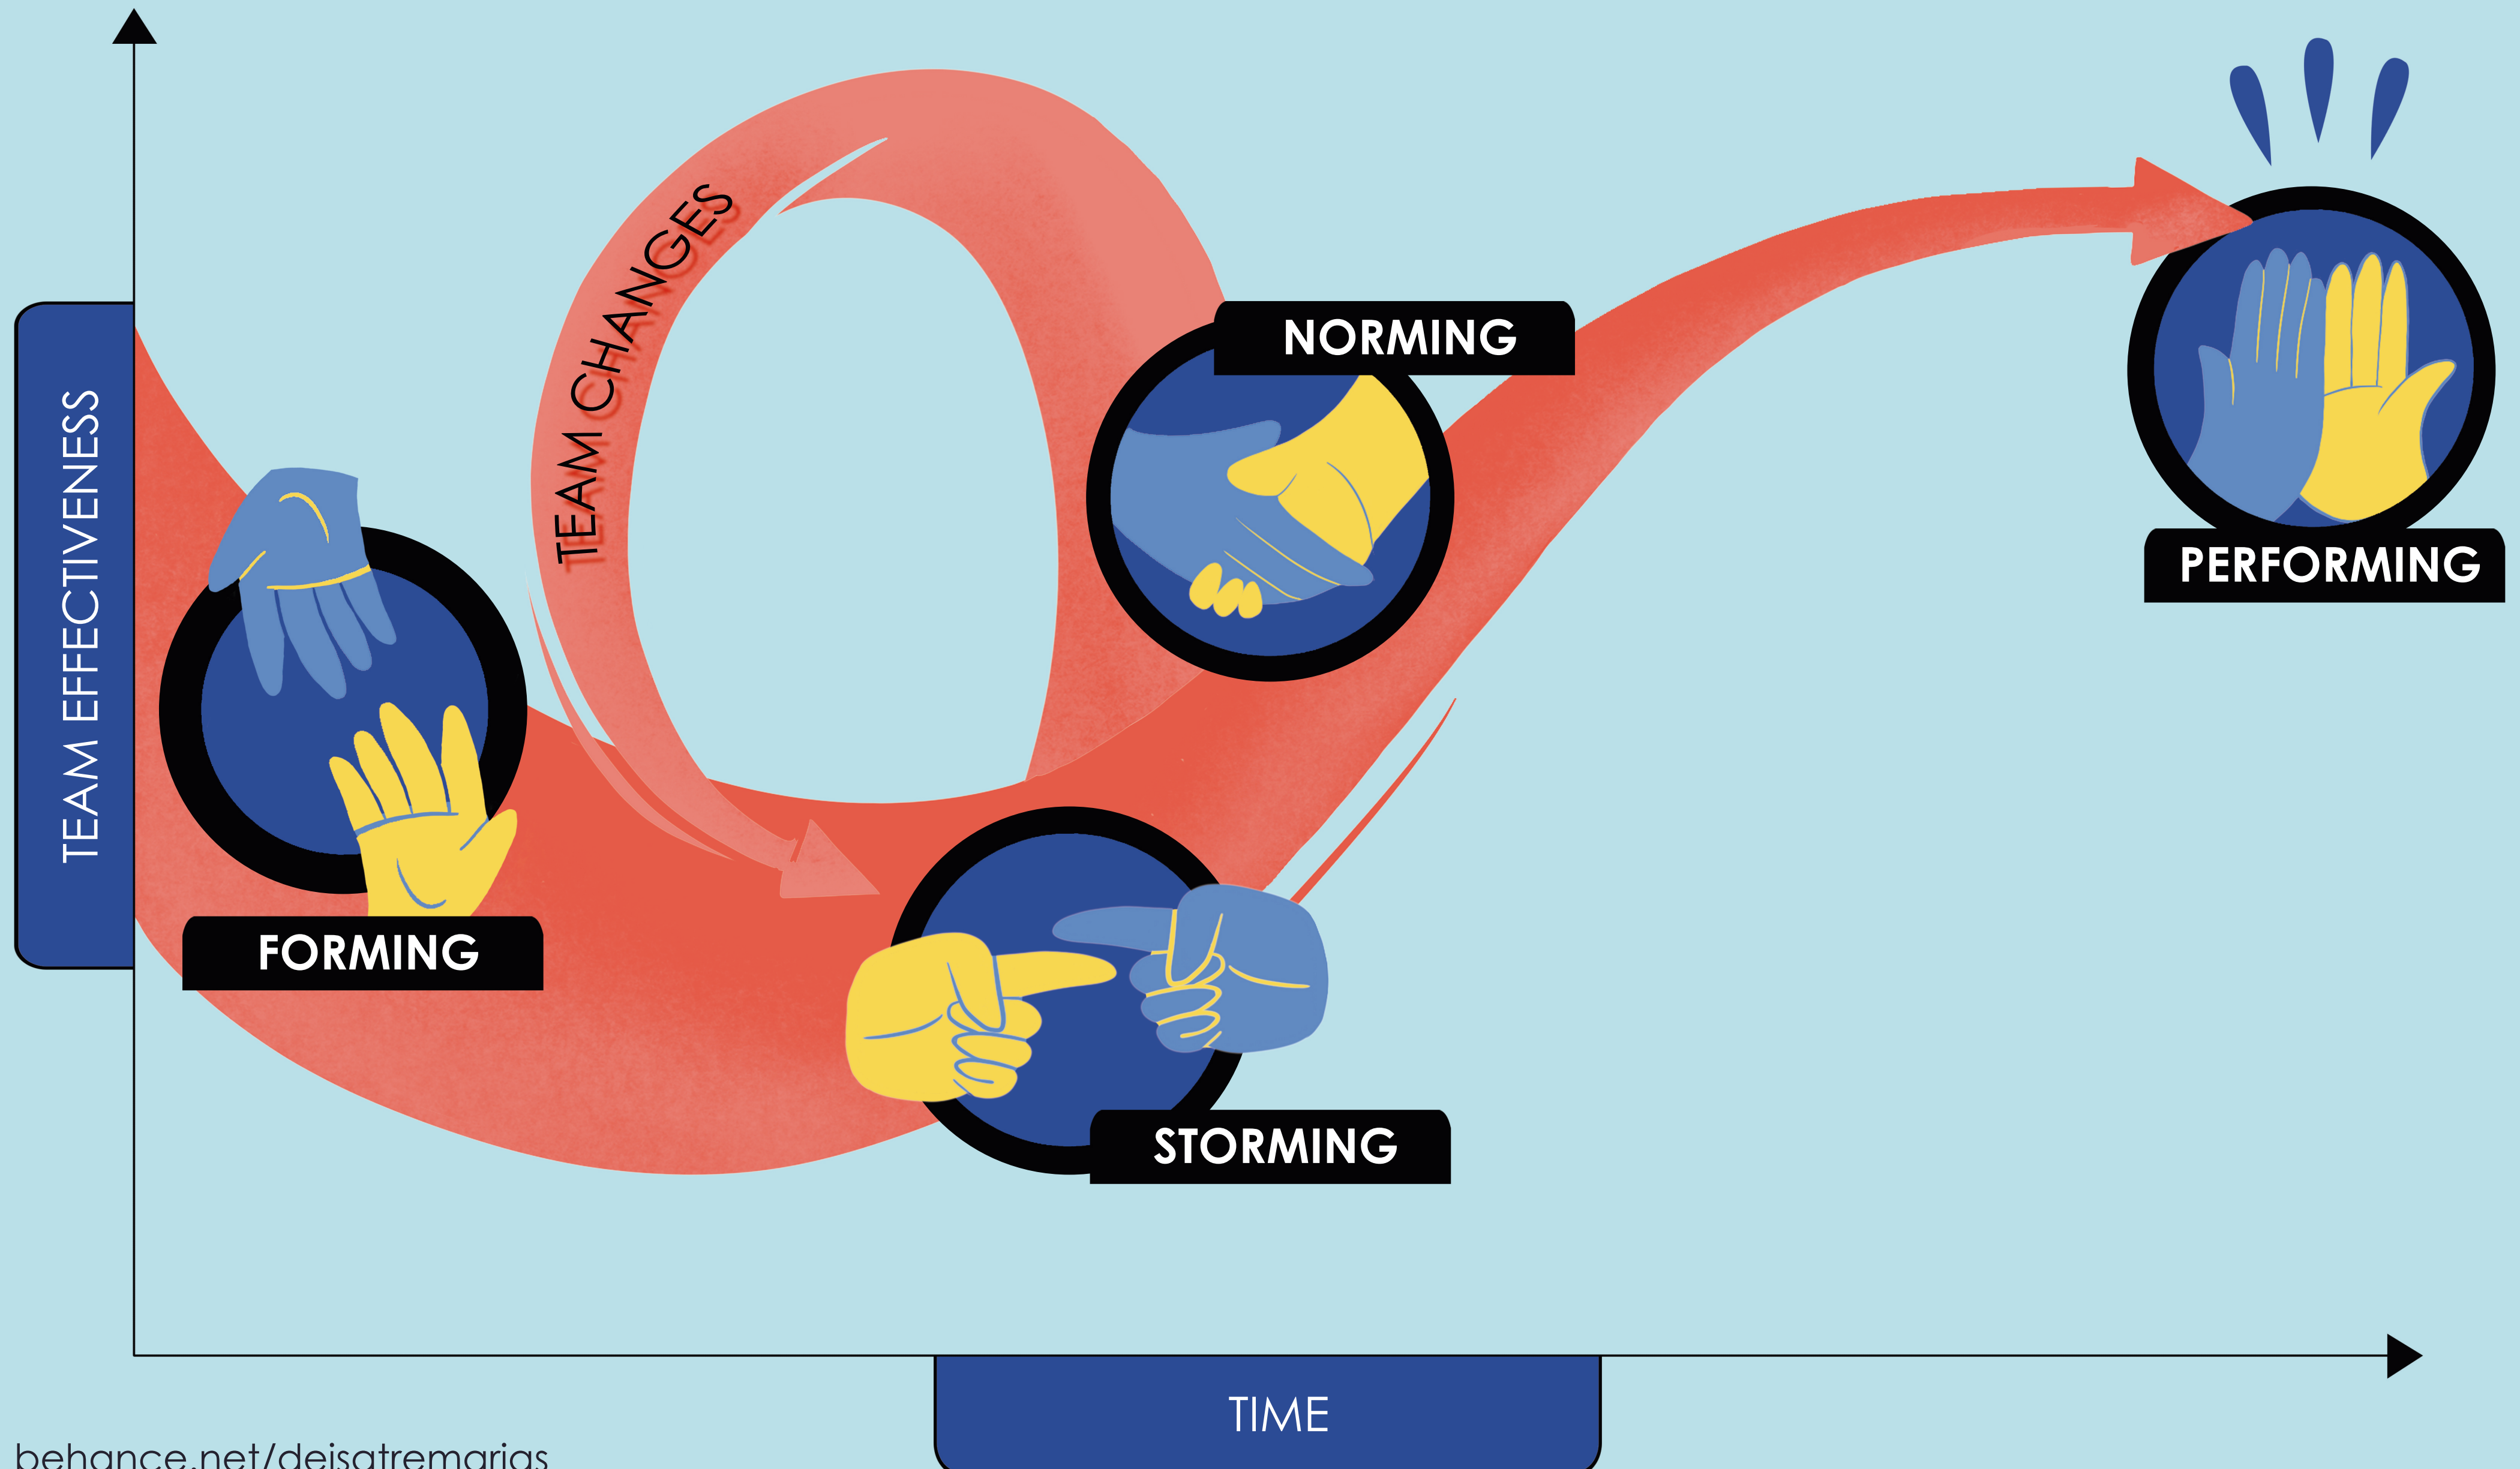 TEAM CHANGES
NORMING
TEAM EFFECTIVENESS
PERFORMING
FORMING
STORMING
TIME
behance.net/deisatremarias